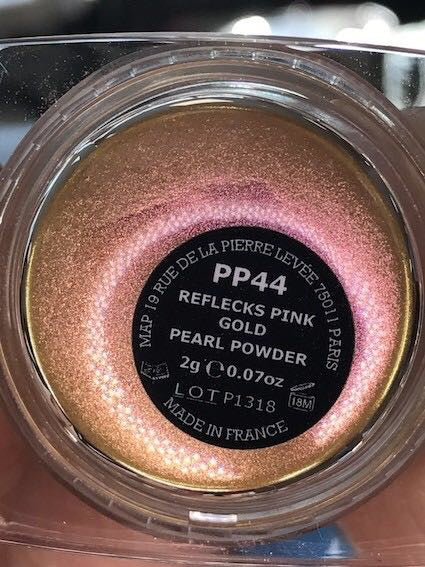 MAP 19 RUE DE LA PIERRE LEVÉE 75011 PARIS
PP44
REFLECKS PINK
GOLD
PEARL POWDER
2g ℮0.07oz
LOT P1318
18M
MADE IN FRANCE